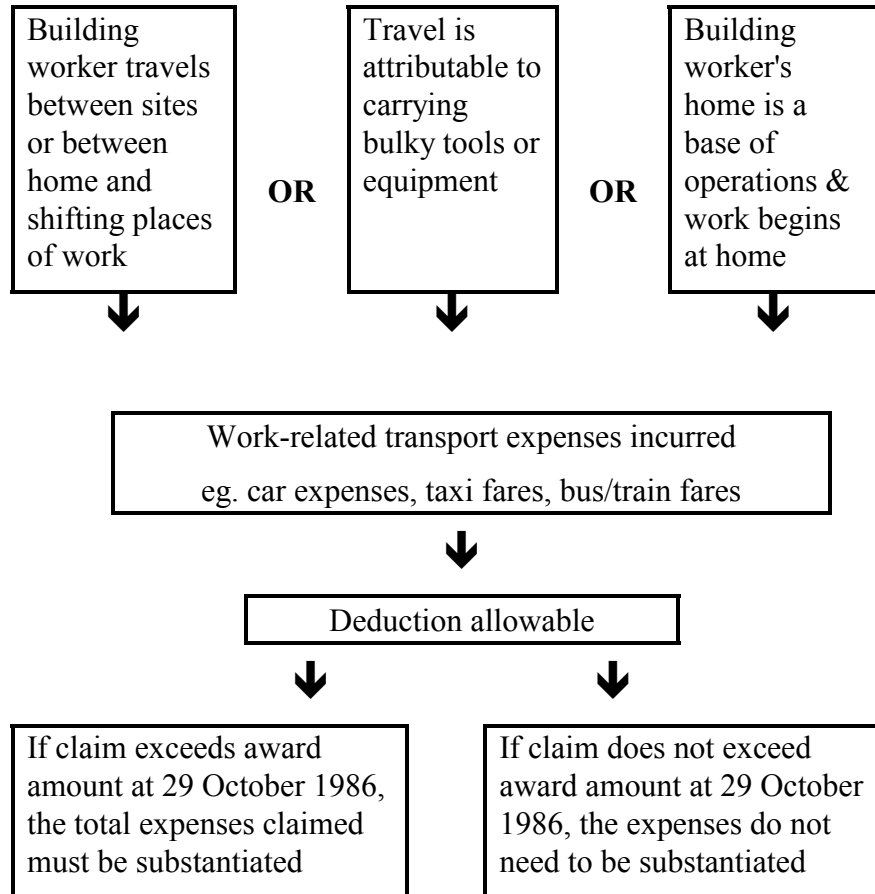 Building
worker travels
between sites
or between
home and
shifting places
of work
OR
Travel is
attributable to
carrying
bulky tools or
equipment
OR
Building
worker's
home is a
base of
operations &
work begins
at home
Work-related transport expenses incurred
eg. car expenses, taxi fares, bus/train fares
Deduction allowable
If claim exceeds award
amount at 29 October 1986,
the total expenses claimed
must be substantiated
If claim does not exceed
award amount at 29 October
1986, the expenses do not
need to be substantiated